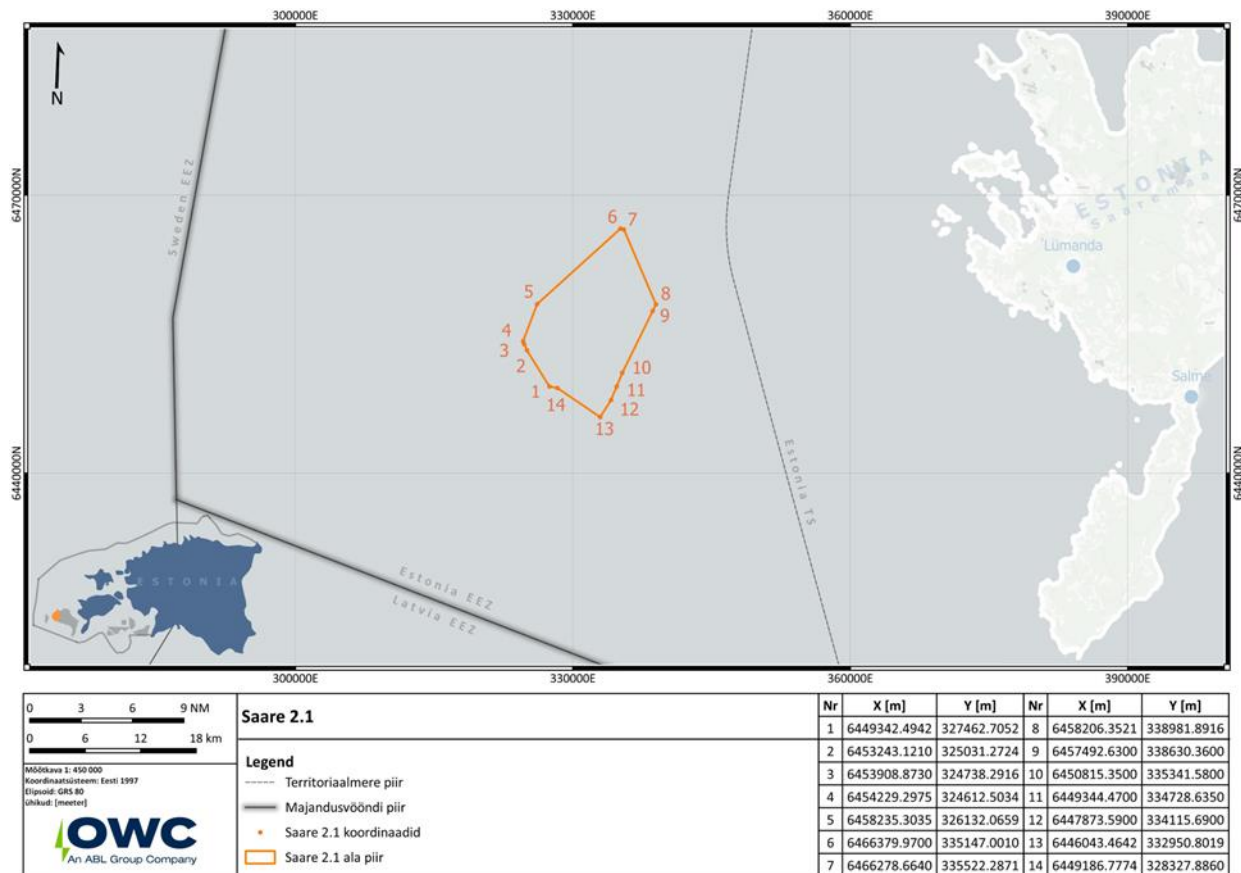 300000E 330000E 360000E 390000E
N
Sweden EEZ
6470000N
6470000N
ESTONIA
Saaremaa
Lümanda
6 7
5 8
9
4
3
2 10
1 11
14 12
13
Salme
6440000N
6440000N
Estonia TS
Estonia EEZ
Latvia EEZ
ESTONIA
300000E 330000E 360000E 390000E
0 3 6 9 NM
0 6 12 18 km
Mõõtkava 1: 450 000
Koordinaatsüsteem: Eesti 1997
Elipsoid: GRS 80
Ühikud: [meeter]
OWC
An ABL Group Company
Saare 2.1
Legend
Territoriaalmere piir
Majandusvööndi piir
Saare 2.1 koordinaadid
Saare 2.1 ala piir
Nr X [m] Y [m] Nr X [m] Y [m]
1 6449342.4942 327462.7052 8 6458206.3521 338981.8916
2 6453243.1210 325031.2724 9 6457492.6300 338630.3600
3 6453908.8730 324738.2916 10 6450815.3500 335341.5800
4 6454229.2975 324612.5034 11 6449344.4700 334728.6350
5 6458235.3035 326132.0659 12 6447873.5900 334115.6900
6 6466379.9700 335147.0010 13 6446043.4642 332950.8019
7 6466278.6640 335522.2871 14 6449186.7774 328327.8860